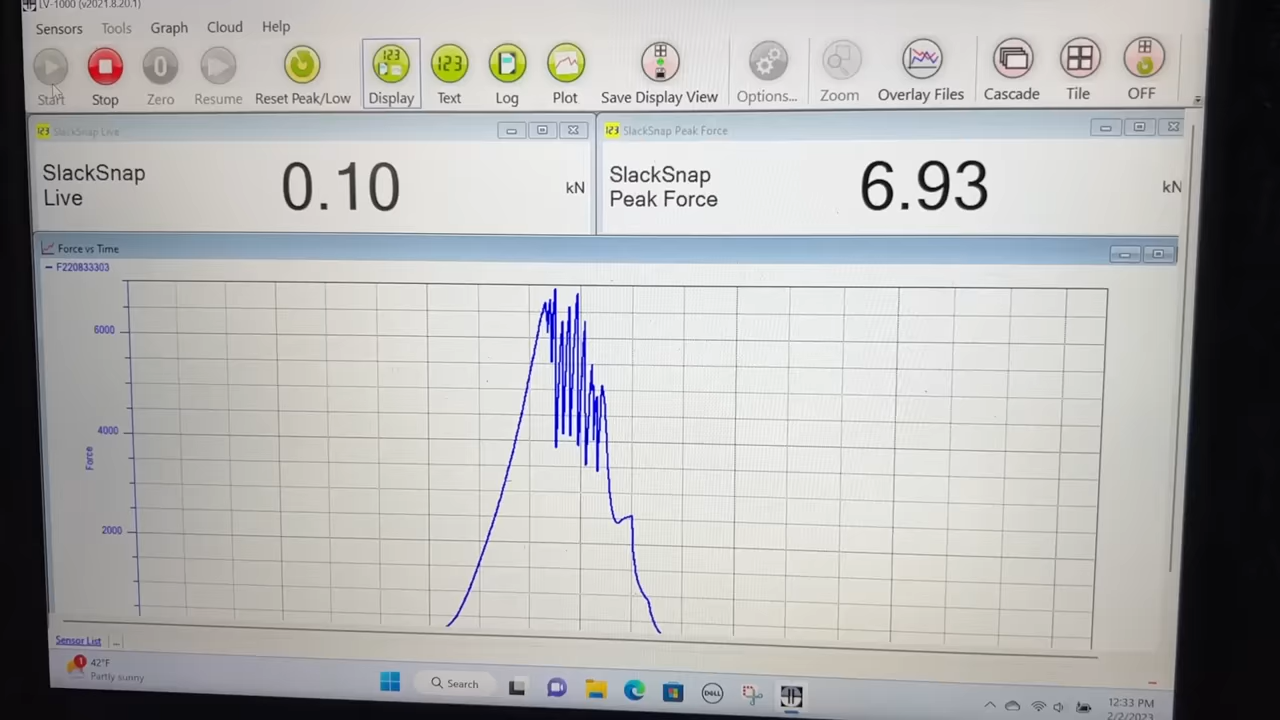 LV-1000 (v2021.8.20.1)
Sensors Tools Graph Cloud Help
Start Stop Zero Resume Reset Peak/Low Display Text Log Plot Save Display View Options... Zoom Overlay Files Cascade Tile OFF
123 SlackSnap Live
123 SlackSnap Peak Force
SlackSnap Live
0.10 kN
SlackSnap Peak Force
6.93 kN
Force vs Time
F220833303
6000
4000
Force
2000
Sensor List ...
42°F
Partly sunny
Search
DELL
12:33 PM
2/2/2023